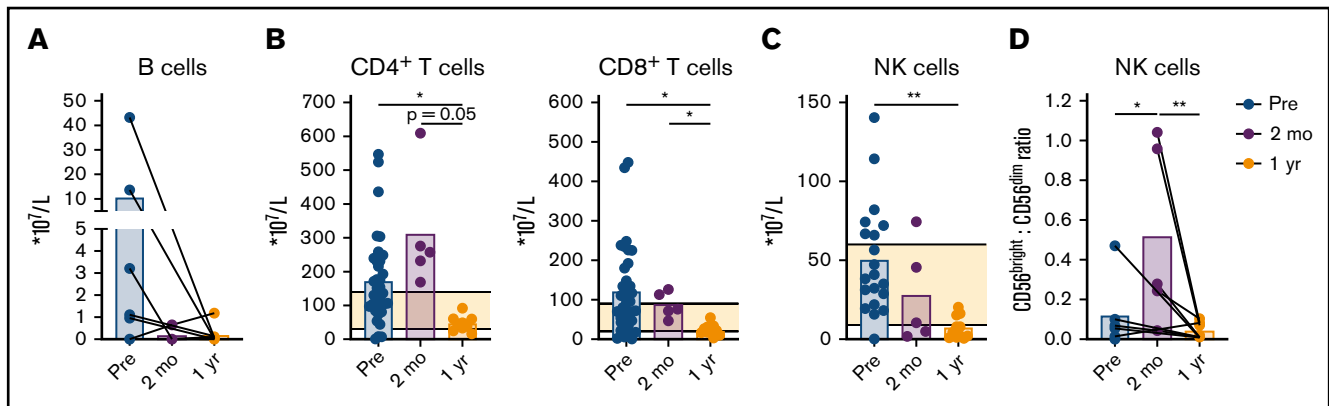 A
B cells
*10⁷/L
50
40
30
20
10
5
4
3
2
1
0
Pre
2 mo
1 yr
B
CD4⁺ T cells
*10⁷/L
700
600
500
400
300
200
100
0
*
p = 0.05
Pre
2 mo
1 yr
CD8⁺ T cells
*10⁷/L
600
500
400
300
200
100
0
*
*
Pre
2 mo
1 yr
C
NK cells
*10⁷/L
150
100
50
0
**
Pre
2 mo
1 yr
D
NK cells
CD56ᵇʳⁱᵍʰᵗ : CD56ᵈⁱᵐ ratio
1.2
1.0
0.8
0.6
0.4
0.2
0.0
*
**
Pre
2 mo
1 yr
Pre
2 mo
1 yr